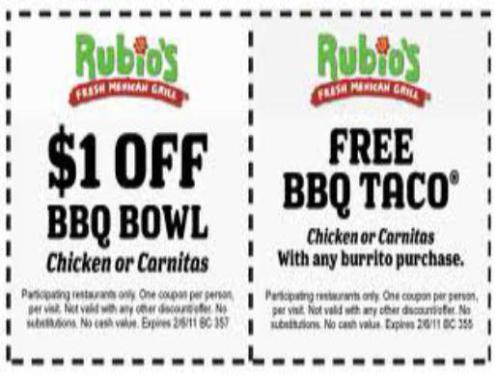 Rubio's
FRESH MEXICAN GRILL
$1 OFF
BBQ BOWL
Chicken or Carnitas
Participating restaurants only. One coupon per person,
per visit. Not valid with any other discount/offer. No
substitutions. No cash value. Expires 2/6/11 BC 357
Rubio's
FRESH MEXICAN GRILL
FREE
BBQ TACO®
Chicken or Carnitas
With any burrito purchase.
Participating restaurants only. One coupon per person,
per visit. Not valid with any other discount/offer. No
substitutions. No cash value. Expires 2/6/11 BC 355